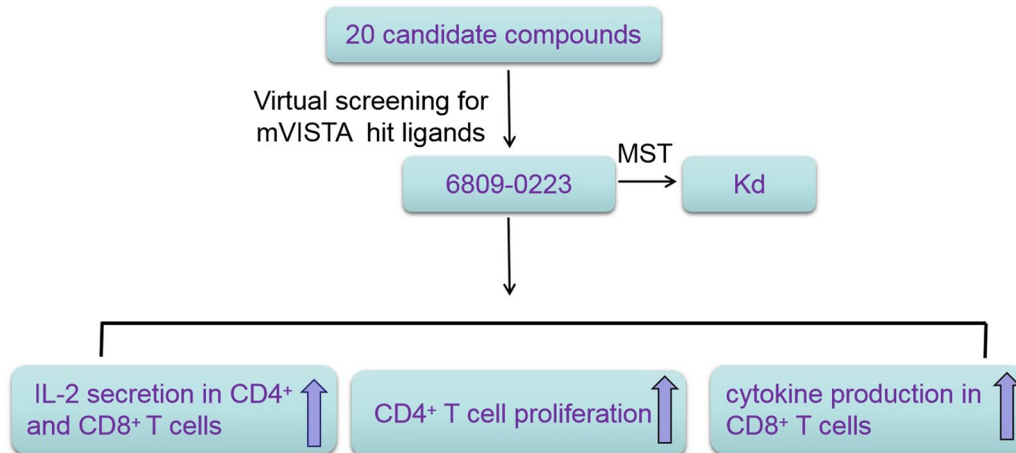 20 candidate compounds
Virtual screening for
mVISTA hit ligands
MST
6809-0223
Kd
IL-2 secretion in CD4⁺
and CD8⁺ T cells
CD4⁺ T cell proliferation
cytokine production in
CD8⁺ T cells